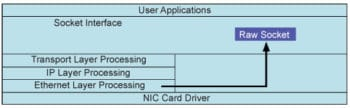 User Applications
Socket Interface
Raw Socket
Transport Layer Processing
IP Layer Processing
Ethernet Layer Processing
NIC Card Driver